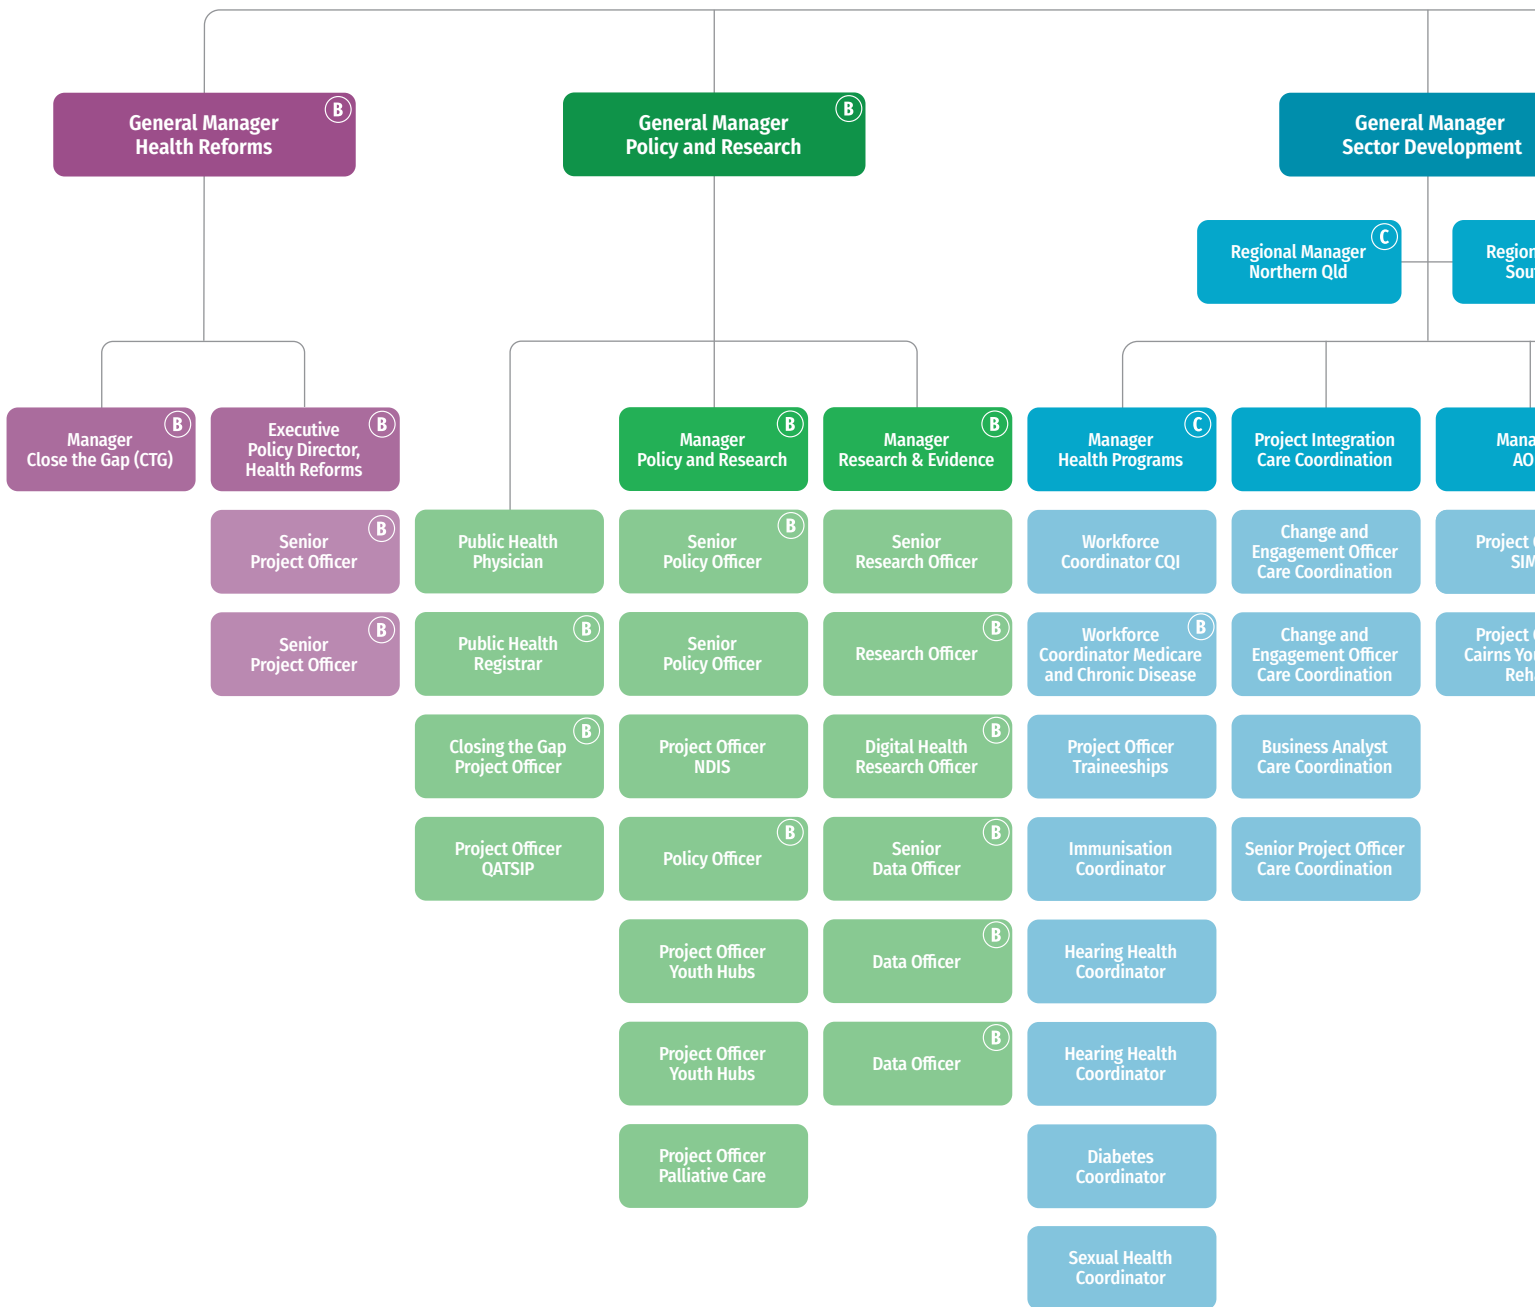 General Manager
Health Reforms
B
General Manager
Policy and Research
B
General Manager
Sector Development
Regional Manager
Northern Qld
C
Manager
Close the Gap (CTG)
B
Executive
Policy Director,
Health Reforms
B
Senior
Project Officer
B
Senior
Project Officer
B
Public Health
Physician
Public Health
Registrar
B
Closing the Gap
Project Officer
B
Project Officer
QATSIP
Manager
Policy and Research
B
Senior
Policy Officer
B
Senior
Policy Officer
Project Officer
NDIS
Policy Officer
B
Project Officer
Youth Hubs
Project Officer
Youth Hubs
Project Officer
Palliative Care
Manager
Research & Evidence
B
Senior
Research Officer
Research Officer
B
Digital Health
Research Officer
B
Senior
Data Officer
B
Data Officer
B
Data Officer
B
Manager
Health Programs
C
Workforce
Coordinator CQI
Workforce
Coordinator Medicare
and Chronic Disease
B
Project Officer
Traineeships
Immunisation
Coordinator
Hearing Health
Coordinator
Hearing Health
Coordinator
Diabetes
Coordinator
Sexual Health
Coordinator
Project Integration
Care Coordination
Change and
Engagement Officer
Care Coordination
Change and
Engagement Officer
Care Coordination
Business Analyst
Care Coordination
Senior Project Officer
Care Coordination
Project
Project
Cairns